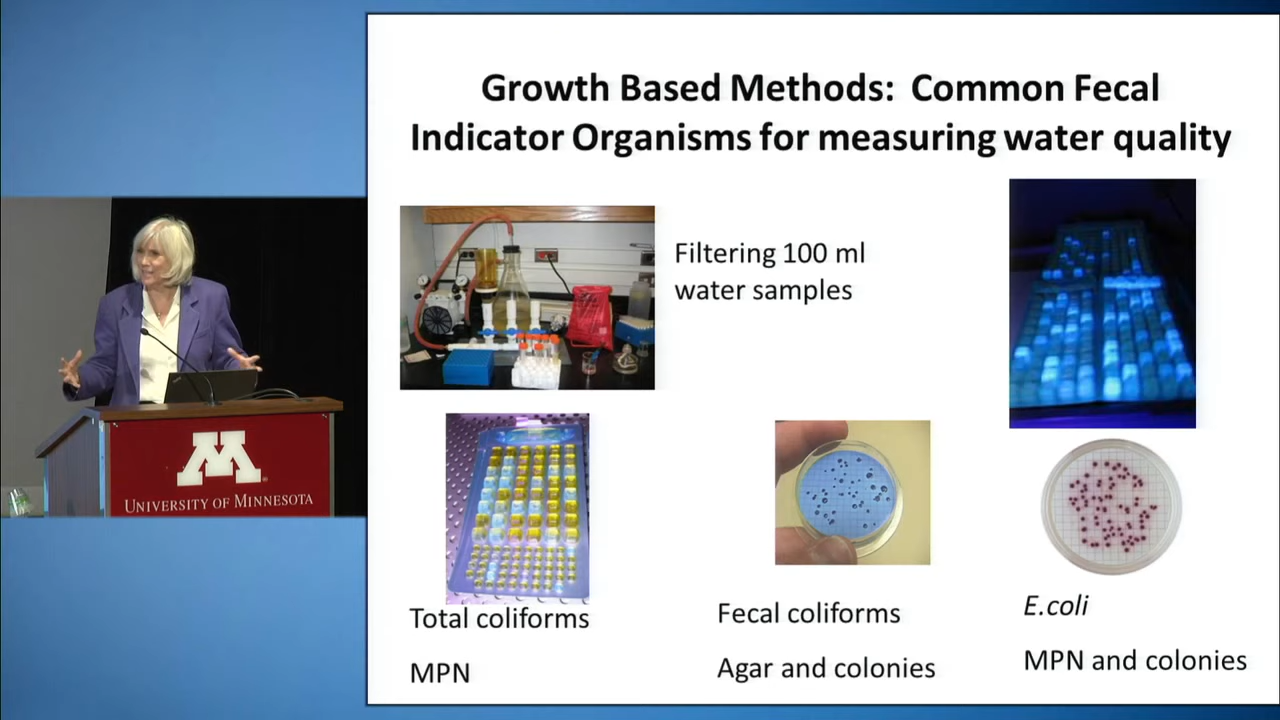 Growth Based Methods: Common Fecal
Indicator Organisms for measuring water quality
Filtering 100 ml
water samples
M
UNIVERSITY OF MINNESOTA
Total coliforms
MPN
Fecal coliforms
Agar and colonies
E.coli
MPN and colonies